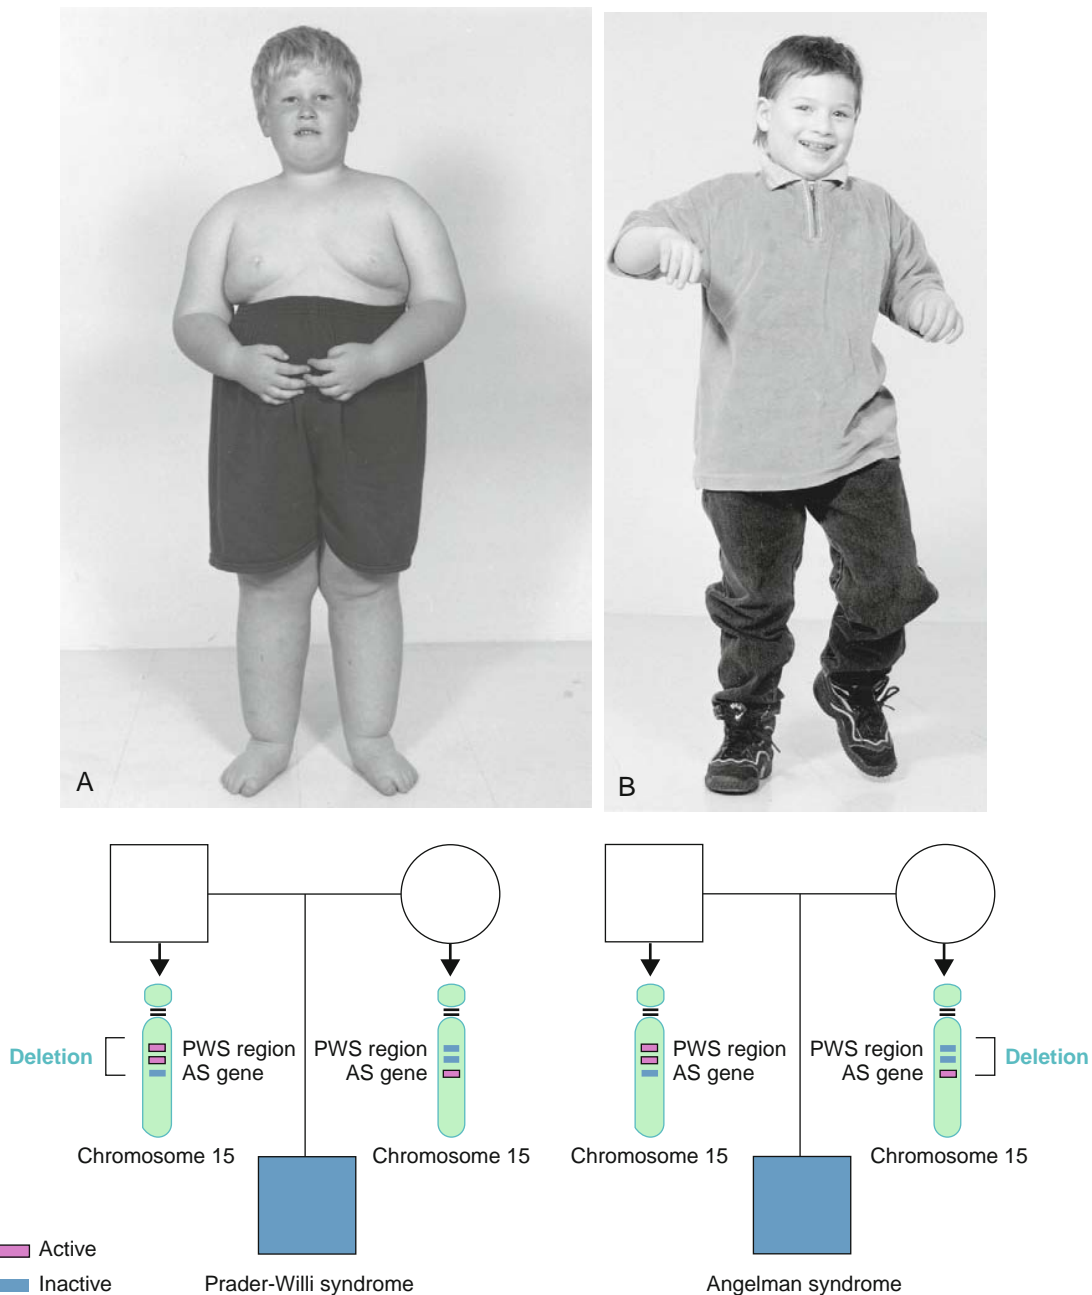 A
B
Deletion
PWS region
AS gene
PWS region
AS gene
Chromosome 15
Chromosome 15
PWS region
AS gene
PWS region
AS gene
Deletion
Chromosome 15
Chromosome 15
Active
Inactive
Prader-Willi syndrome
Angelman syndrome